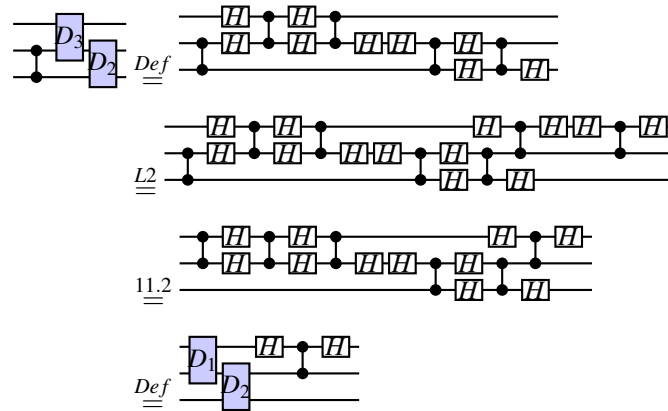 H H
D₃ H H H H H
D₂ Def= H H
H H H H H H
H H H H H
L2= H H
H H H H
H H H H H
11.2= H H
D₁ H H
D₂
Def=